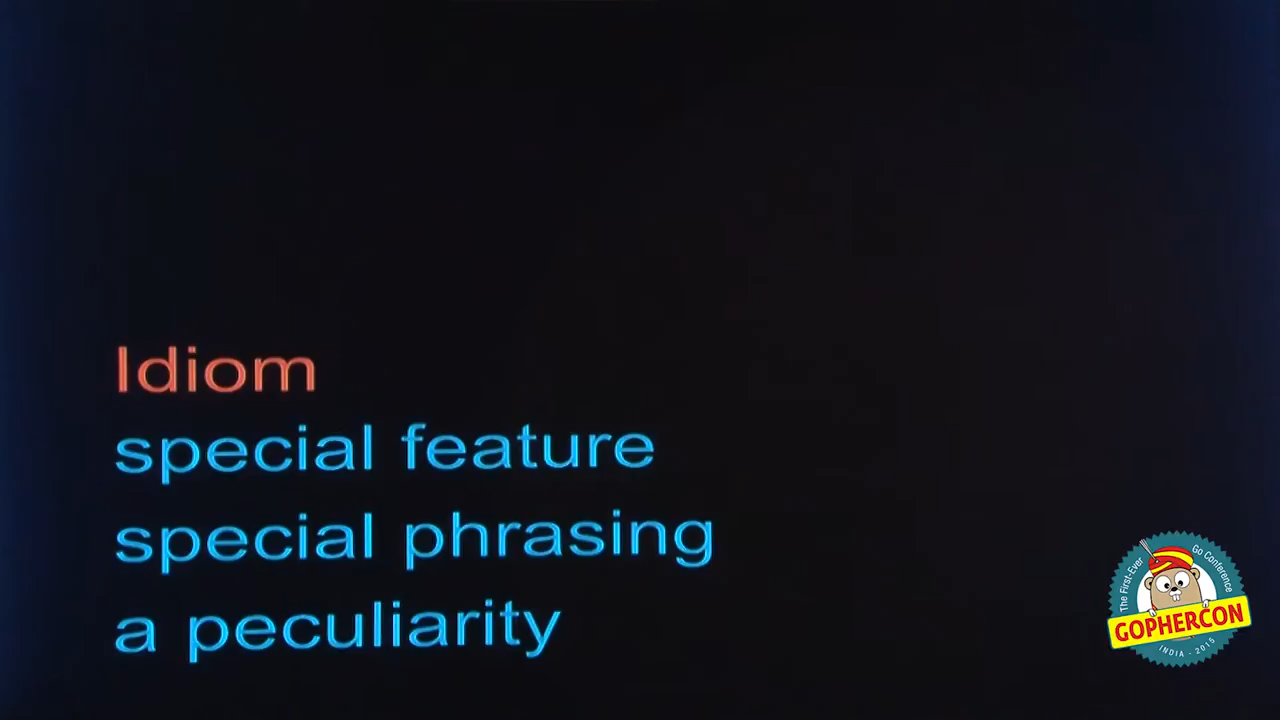 Idiom
special feature
special phrasing
a peculiarity
The First-Ever Go Conference
GOPHERCON
INDIA - 2015